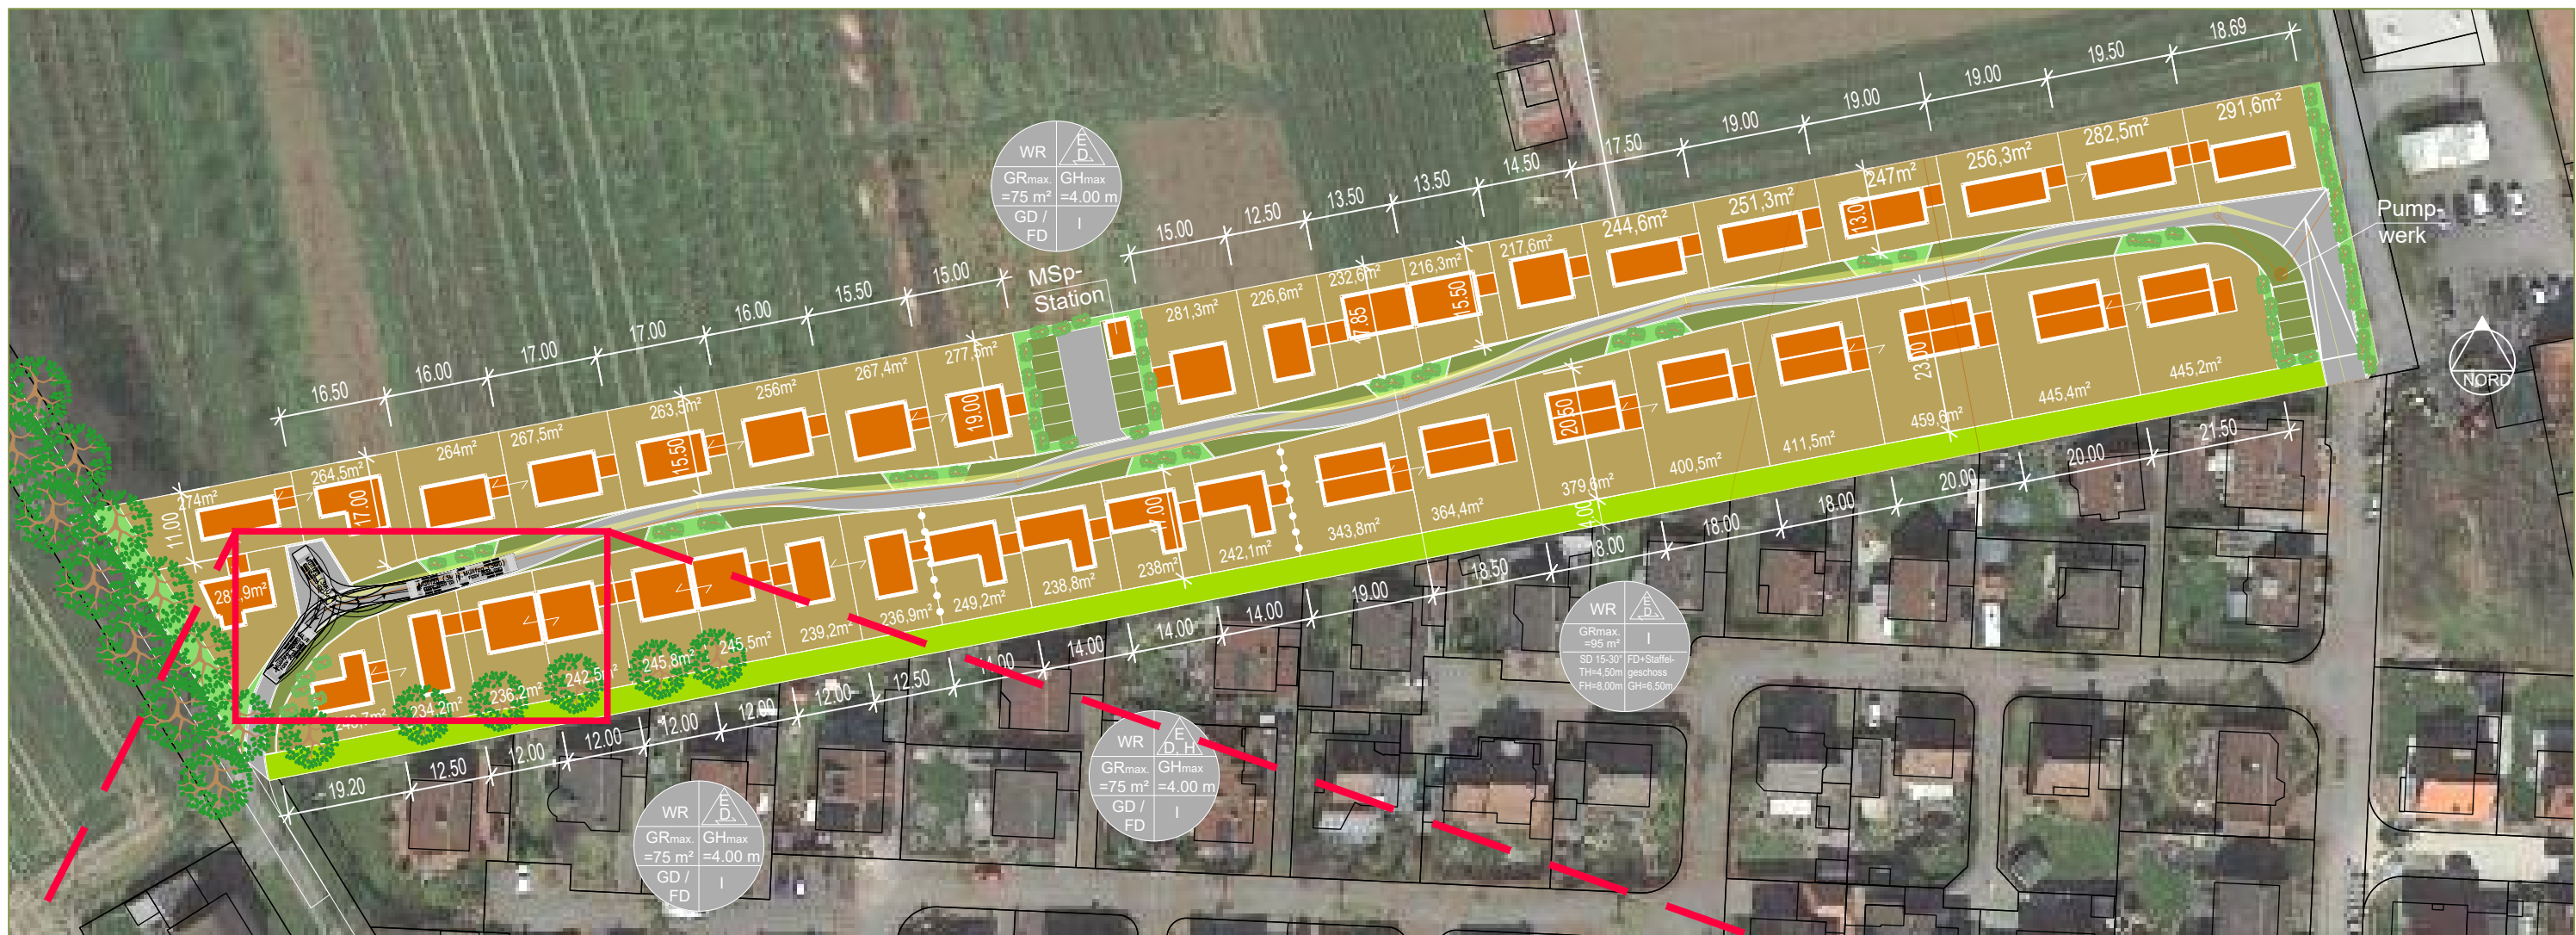 18.69
19.50
19.00
19.00
19.00
17.50
14.50
13.50
13.50
12.50
15.00
15.00
15.50
16.00
17.00
17.00
16.00
16.50
WR
E
D
GRmax.
=75 m²
GHmax
=4.00 m
GD /
FD
I
MSp-
Station
Pump-
werk
NORD
274m²
264,5m²
264m²
267,5m²
263,5m²
256m²
267,4m²
277,5m²
281,3m²
226,6m²
232,6m²
216,3m²
217,6m²
244,6m²
251,3m²
247m²
256,3m²
282,5m²
291,6m²
11.00
17.00
15.50
19.00
17.85
15.50
13.00
234,2m²
236,2m²
242,5m²
245,8m²
245,5m²
239,2m²
236,9m²
249,2m²
238,8m²
238m²
242,1m²
343,8m²
364,4m²
379,6m²
400,5m²
411,5m²
459,6m²
445,4m²
445,2m²
17.00
20.50
23.00
4.00
19.20
12.50
12.00
12.00
12.00
12.00
12.00
12.50
14.00
14.00
14.00
14.00
19.00
18.50
18.00
18.00
18.00
20.00
20.00
21.50
WR
E
D
GRmax.
=95 m²
I
SD 15-30°
TH=4,50m
FH=8,00m
FD+Staffel-
geschoss
GH=6,50m
WR
E
D, H
GRmax.
=75 m²
GHmax
=4.00 m
GD /
FD
I
WR
E
D
GRmax.
=75 m²
GHmax
=4.00 m
GD /
FD
I